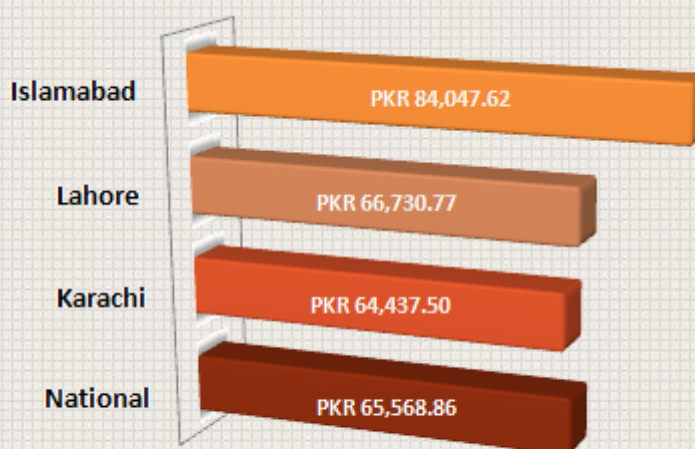 Islamabad PKR 84,047.62
Lahore PKR 66,730.77
Karachi PKR 64,437.50
National PKR 65,568.86